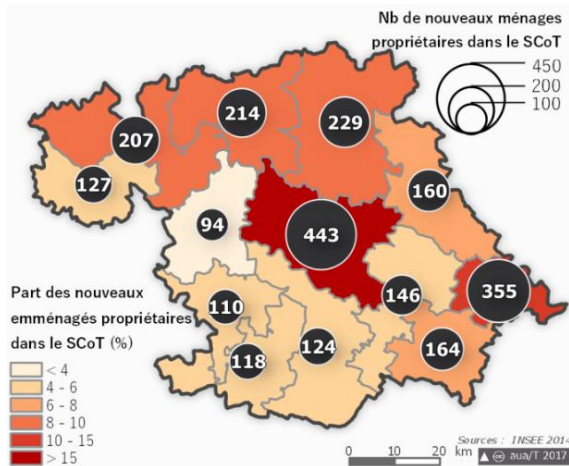 Nb de nouveaux ménages
propriétaires dans le SCoT
450
200
100
214
229
207
127
160
94
443
146
355
110
124
118
164
Part des nouveaux
emménagés propriétaires
dans le SCoT (%)
< 4
4 - 6
6 - 8
8 - 10
10 - 15
> 15
0 10 20 km
Sources : INSEE 2014
aua/T 2017